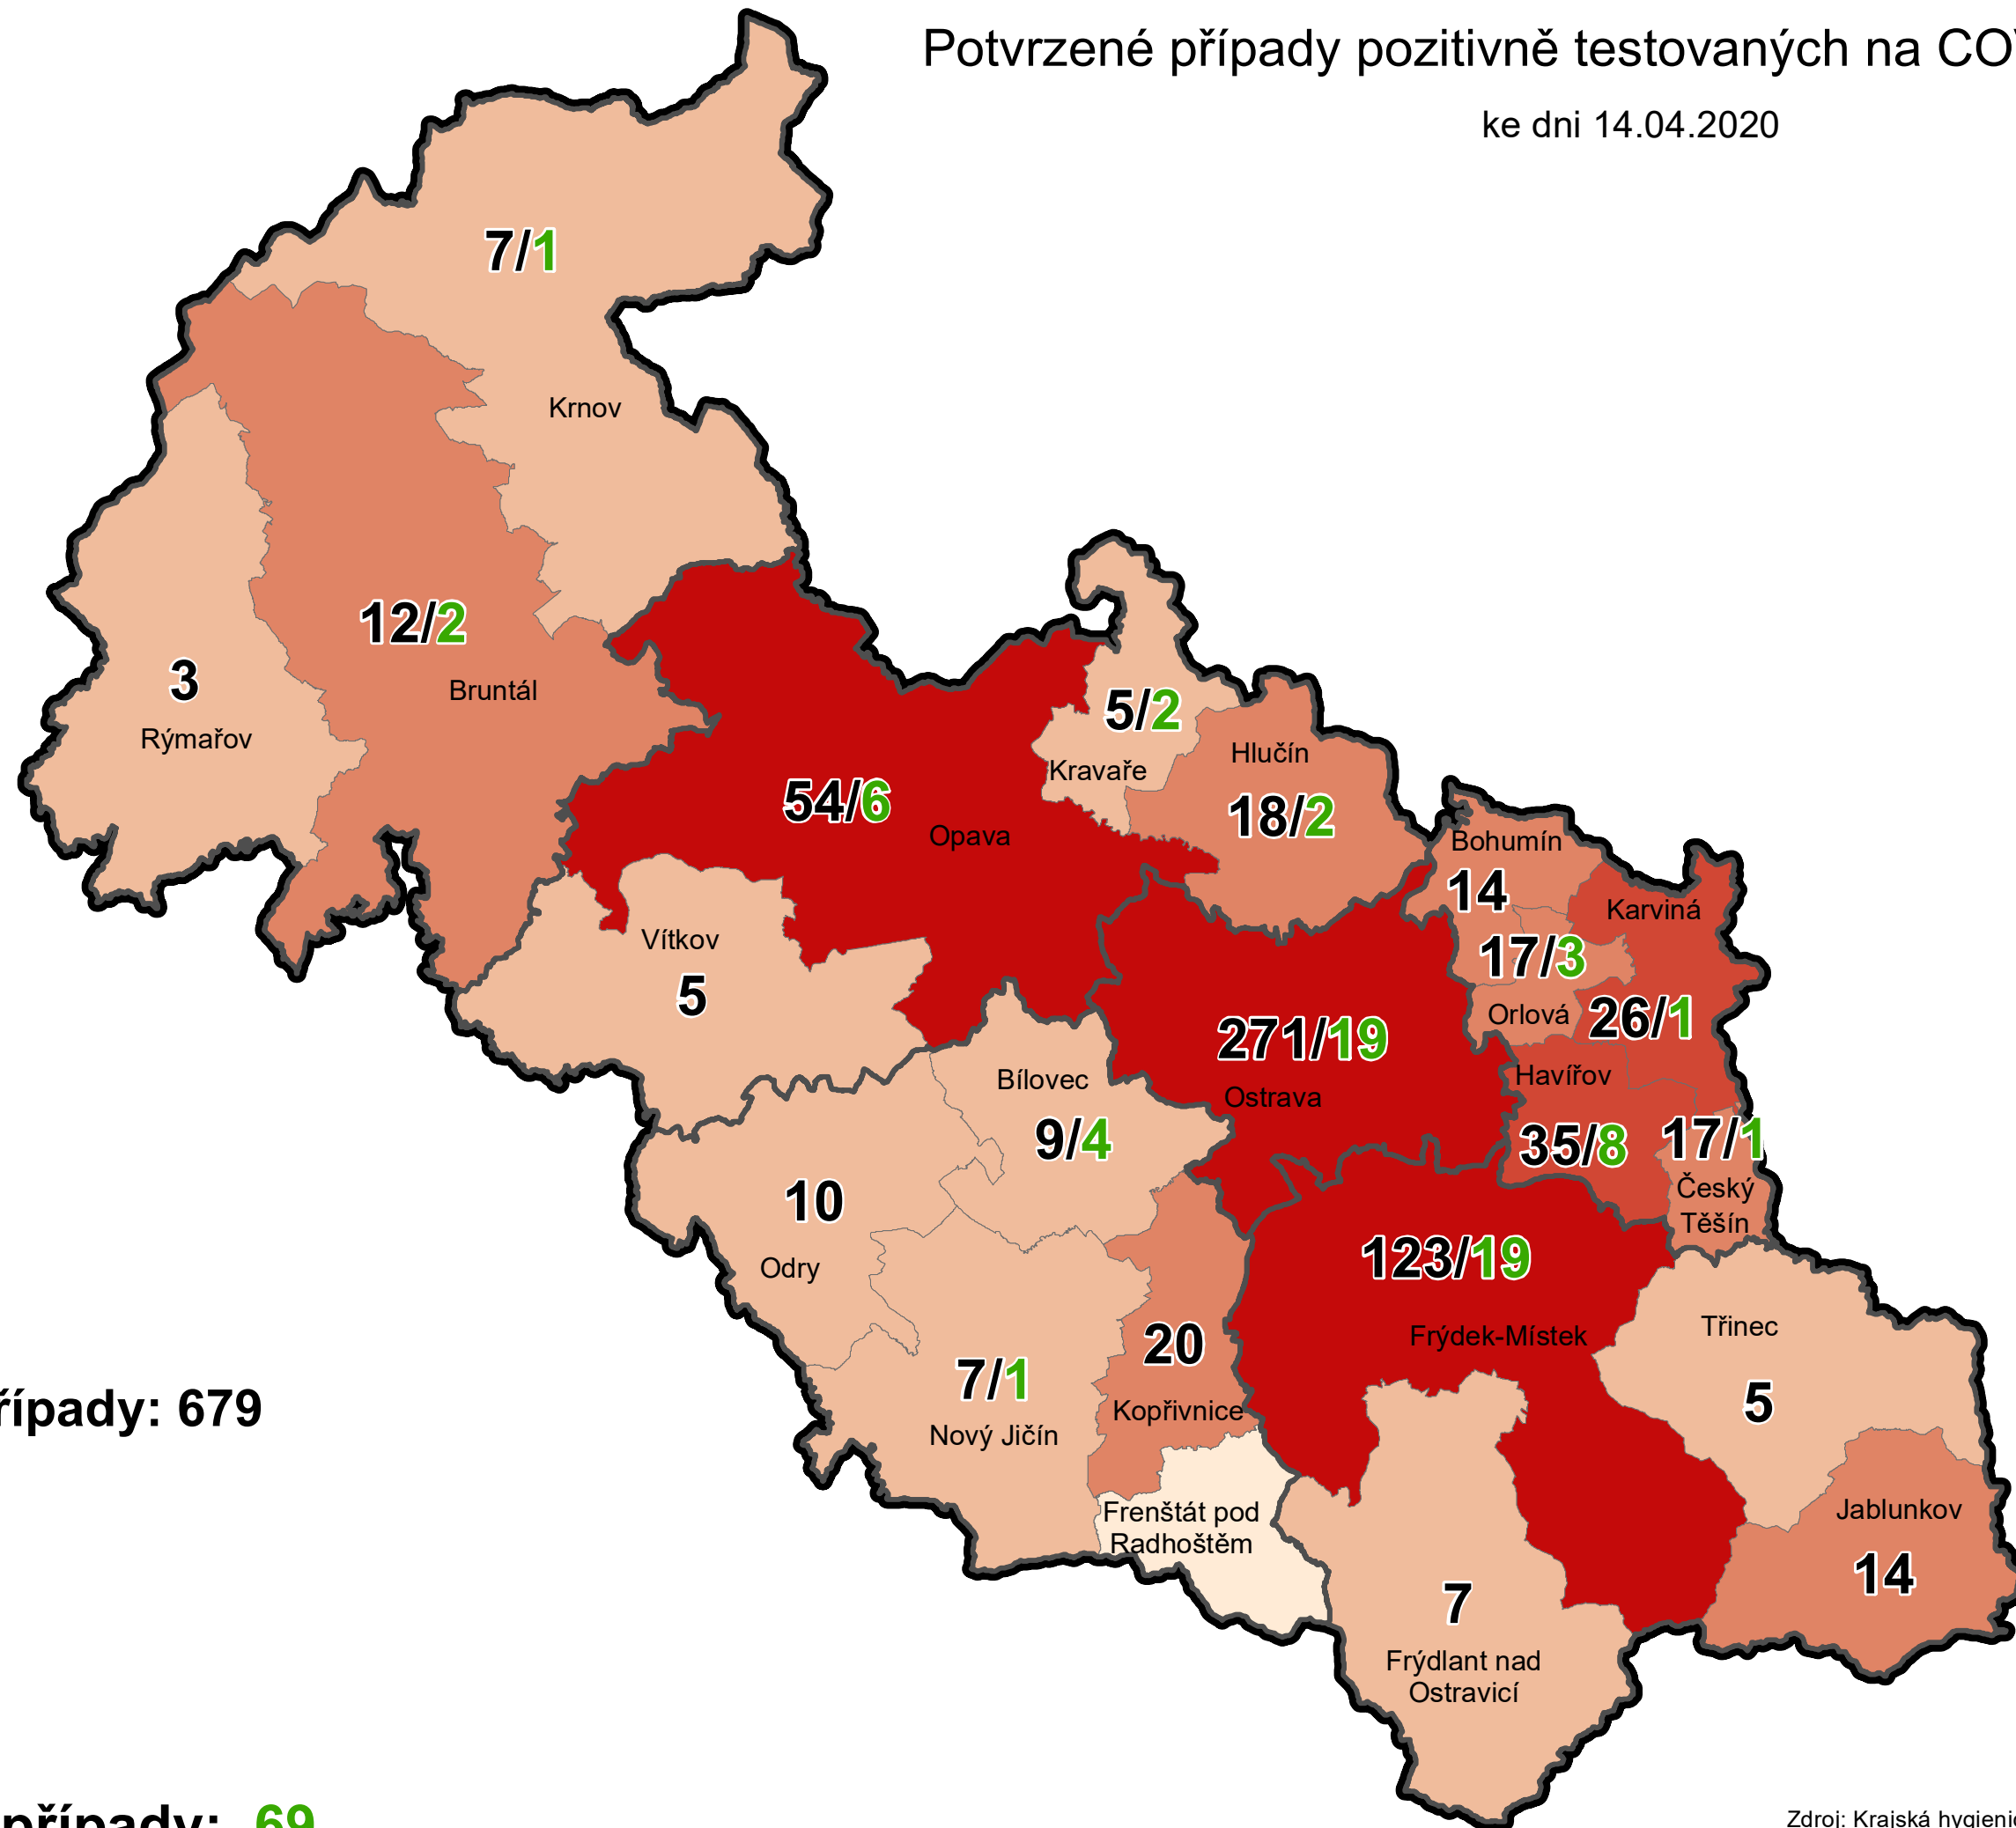 Potvrzené případy pozitivně testovaných na CO
ke dni 14.04.2020
7/1
Krnov
12/2
Bruntál
3
Rýmařov
54/6
Opava
5/2
Kravaře
Hlučín
18/2
Bohumín
14
Karviná
17/3
Orlová
26/1
Vítkov
5
271/19
Ostrava
Havířov
35/8
17/1
Český
Těšín
Bílovec
9/4
10
Odry
123/19
Frýdek-Místek
Třinec
5
20
Kopřivnice
7/1
Nový Jičín
řípady: 679
Frenštát pod
Radhoštěm
Jablunkov
14
7
Frýdlant nad
Ostravicí
případy: 69
Zdroj: Krajská hygienic